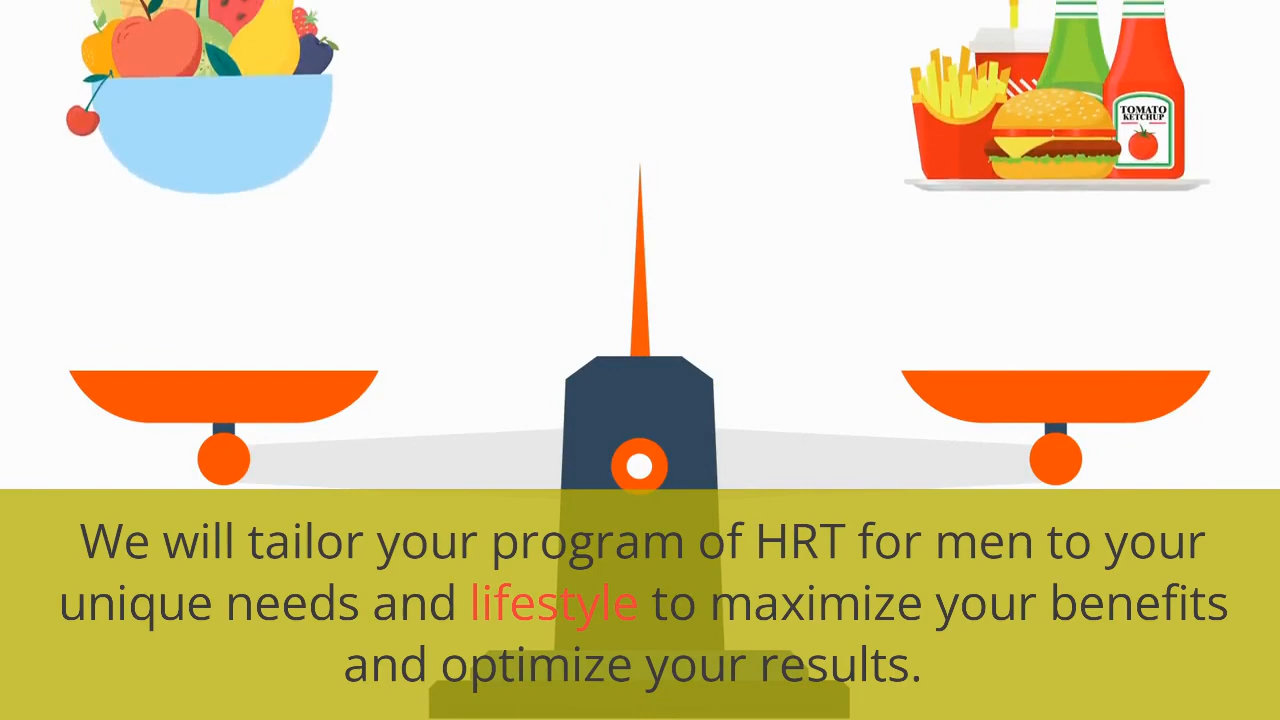 TOMATO
KETCHUP
We will tailor your program of HRT for men to your
unique needs and lifestyle to maximize your benefits
and optimize your results.